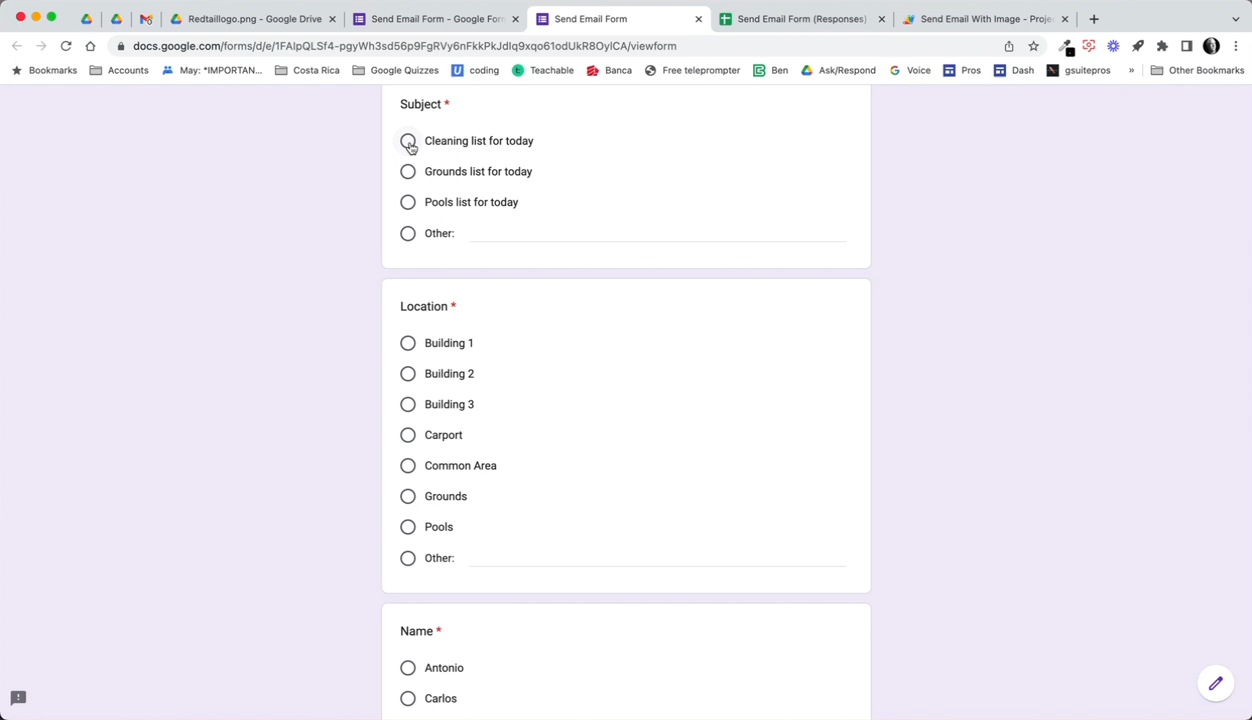 Redtaillogo.png - Google Drive
Send Email Form - Google For
Send Email Form
Send Email Form (Responses)
Send Email With Image - Proje
docs.google.com/forms/d/e/1FAIpQLSf4-pgyWh3sd56p9FgRVy6nFkkPkJdIq9xqo61odUkR8OylCA/viewform
Bookmarks
Accounts
May: *IMPORTAN...
Costa Rica
Google Quizzes
coding
Teachable
Banca
Free teleprompter
Ben
Ask/Respond
Voice
Pros
Dash
gsuitepros
»
Other Bookmarks
Subject *
Cleaning list for today
Grounds list for today
Pools list for today
Other:
Location *
Building 1
Building 2
Building 3
Carport
Common Area
Grounds
Pools
Other:
Name *
Antonio
Carlos